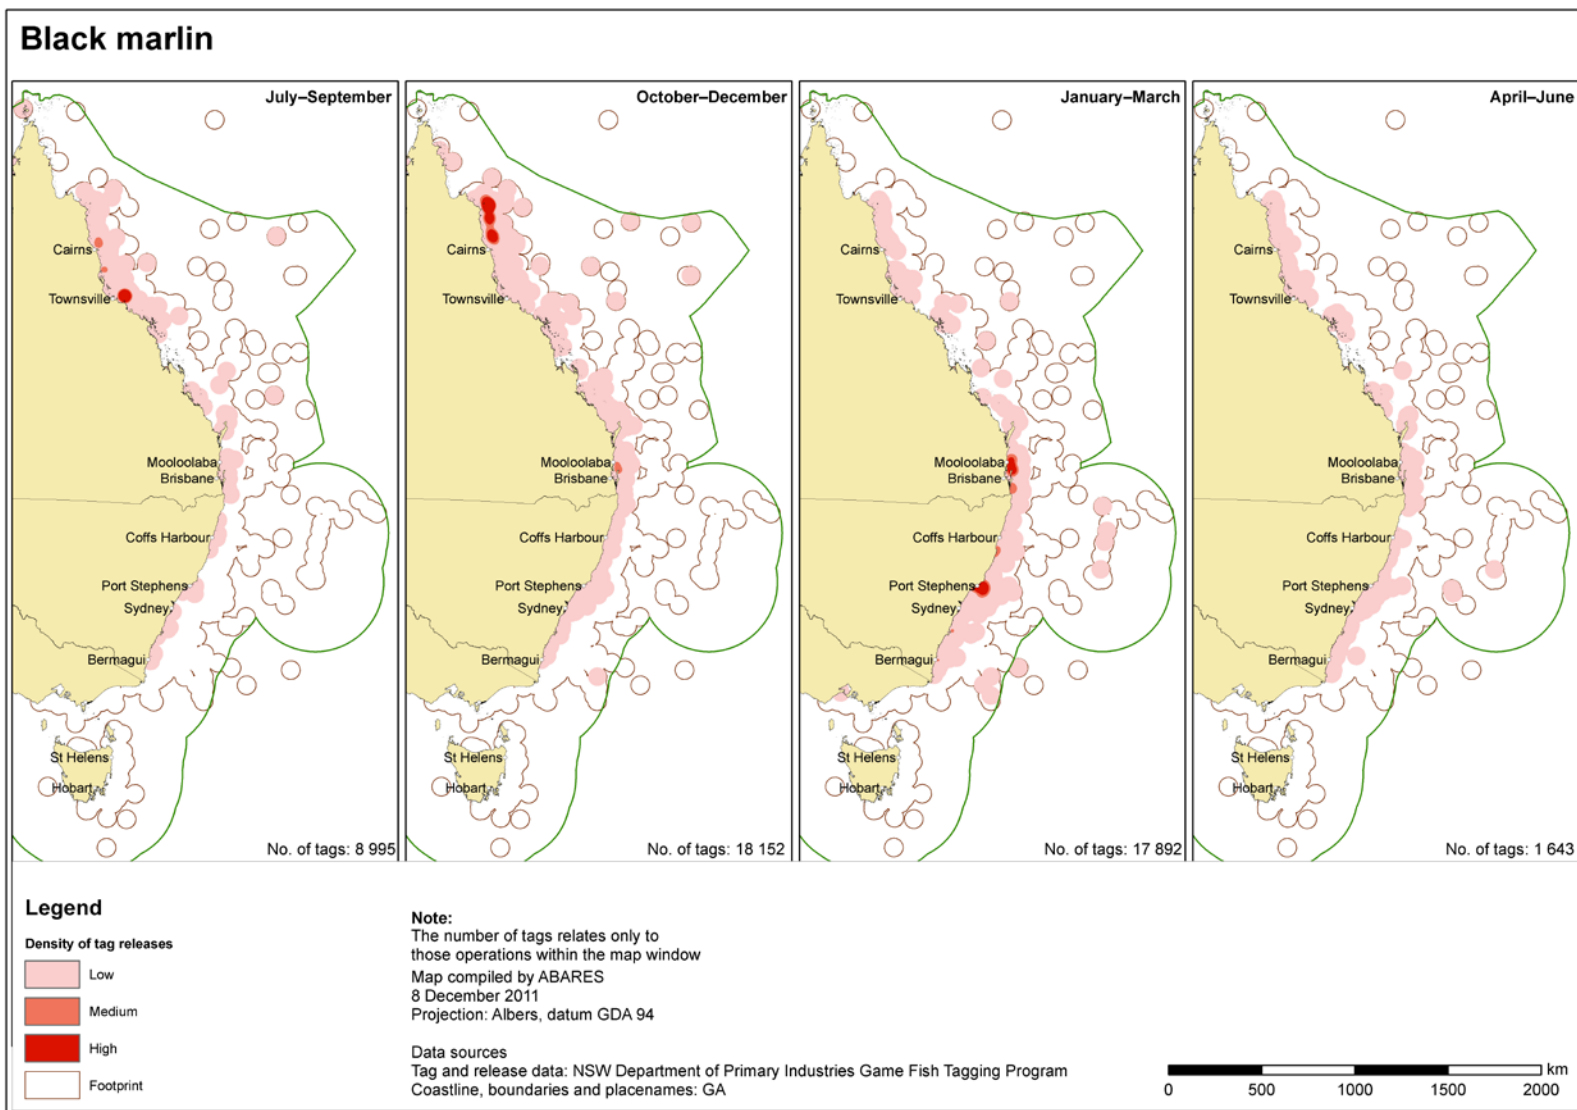 Black marlin
July–September
Cairns
Townsville
Mooloolaba
Brisbane
Coffs Harbour
Port Stephens
Sydney
Bermagui
St Helens
Hobart
No. of tags: 8 995
October–December
Cairns
Townsville
Mooloolaba
Brisbane
Coffs Harbour
Port Stephens
Sydney
Bermagui
St Helens
Hobart
No. of tags: 18 152
January–March
Cairns
Townsville
Mooloolaba
Brisbane
Coffs Harbour
Port Stephens
Sydney
Bermagui
St Helens
Hobart
No. of tags: 17 892
April–June
Cairns
Townsville
Mooloolaba
Brisbane
Coffs Harbour
Port Stephens
Sydney
Bermagui
St Helens
Hobart
No. of tags: 1 643
Legend
Density of tag releases
Low
Medium
High
Footprint
Note:
The number of tags relates only to
those operations within the map window
Map compiled by ABARES
8 December 2011
Projection: Albers, datum GDA 94
Data sources
Tag and release data: NSW Department of Primary Industries Game Fish Tagging Program
Coastline, boundaries and placenames: GA
km
0 500 1000 1500 2000